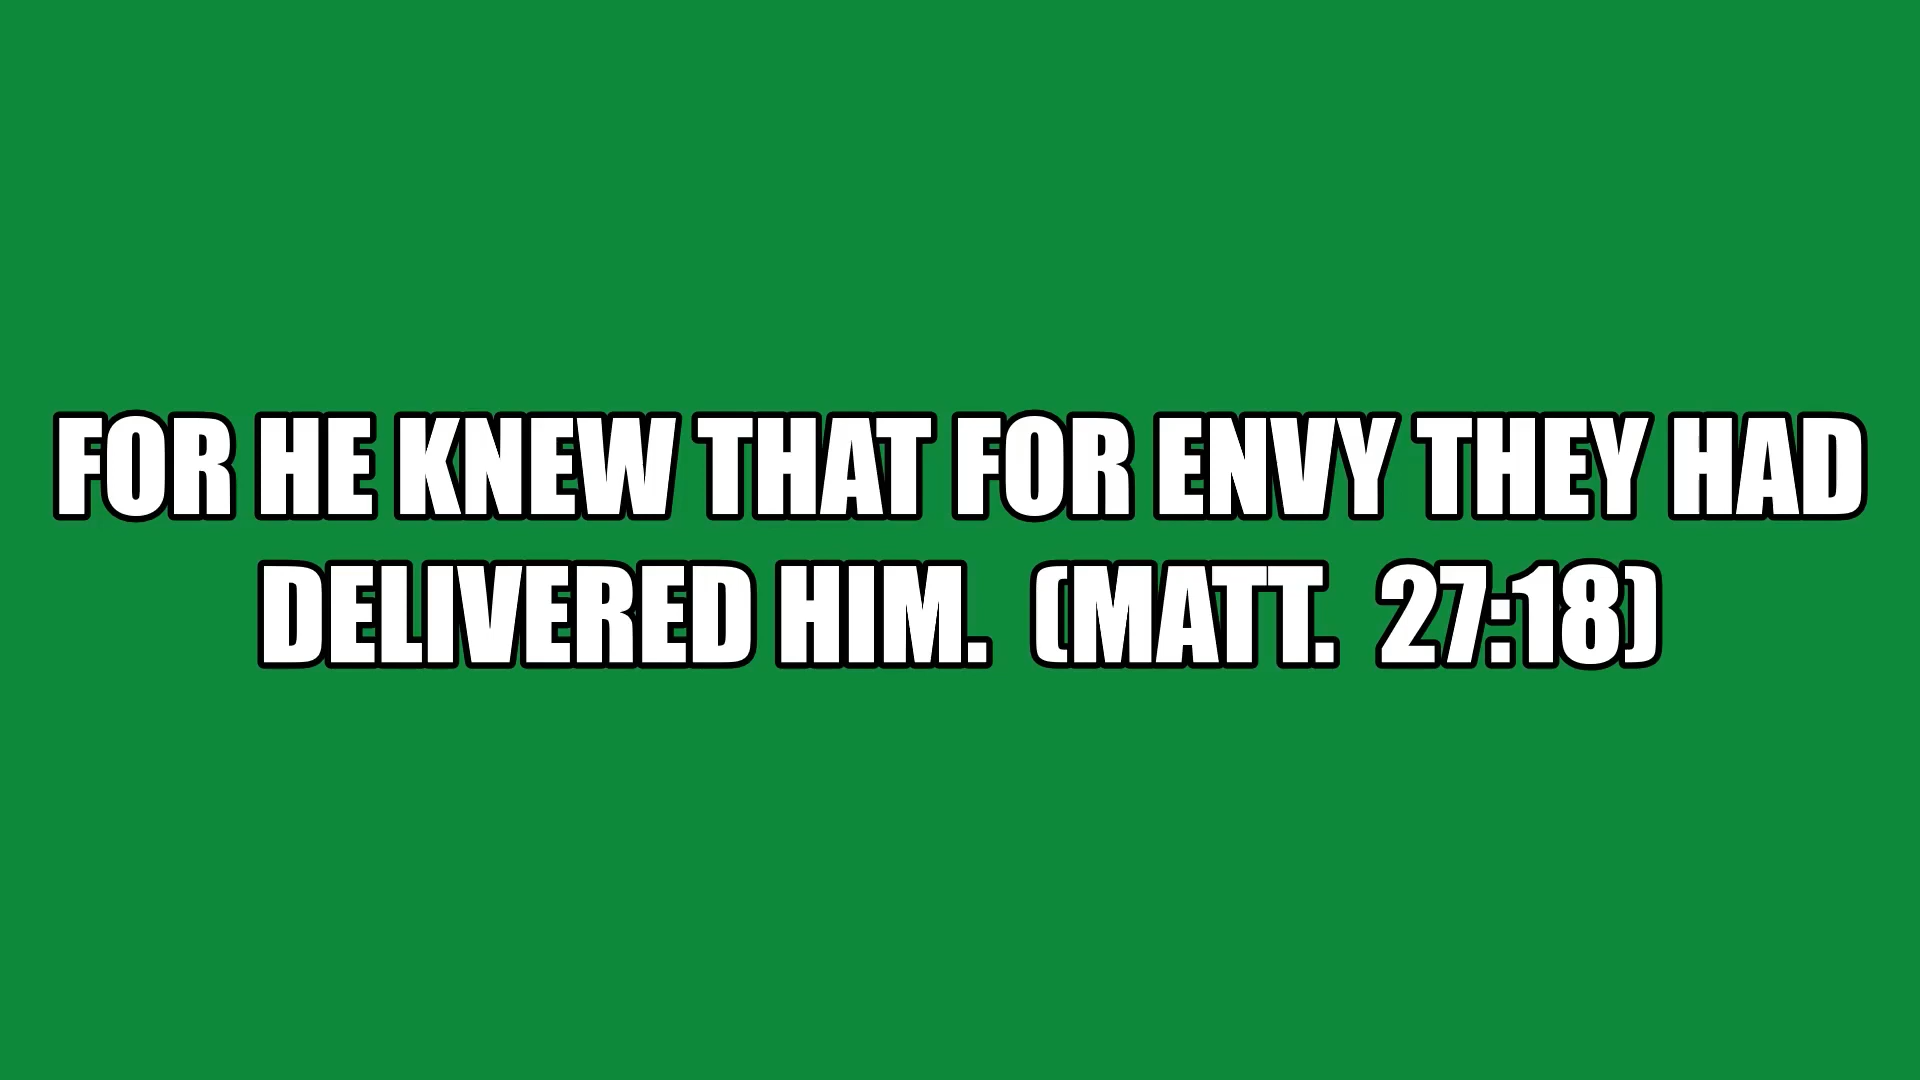 FOR HE KNEW THAT FOR ENVY THEY HAD
DELIVERED HIM. (MATT. 27:18)